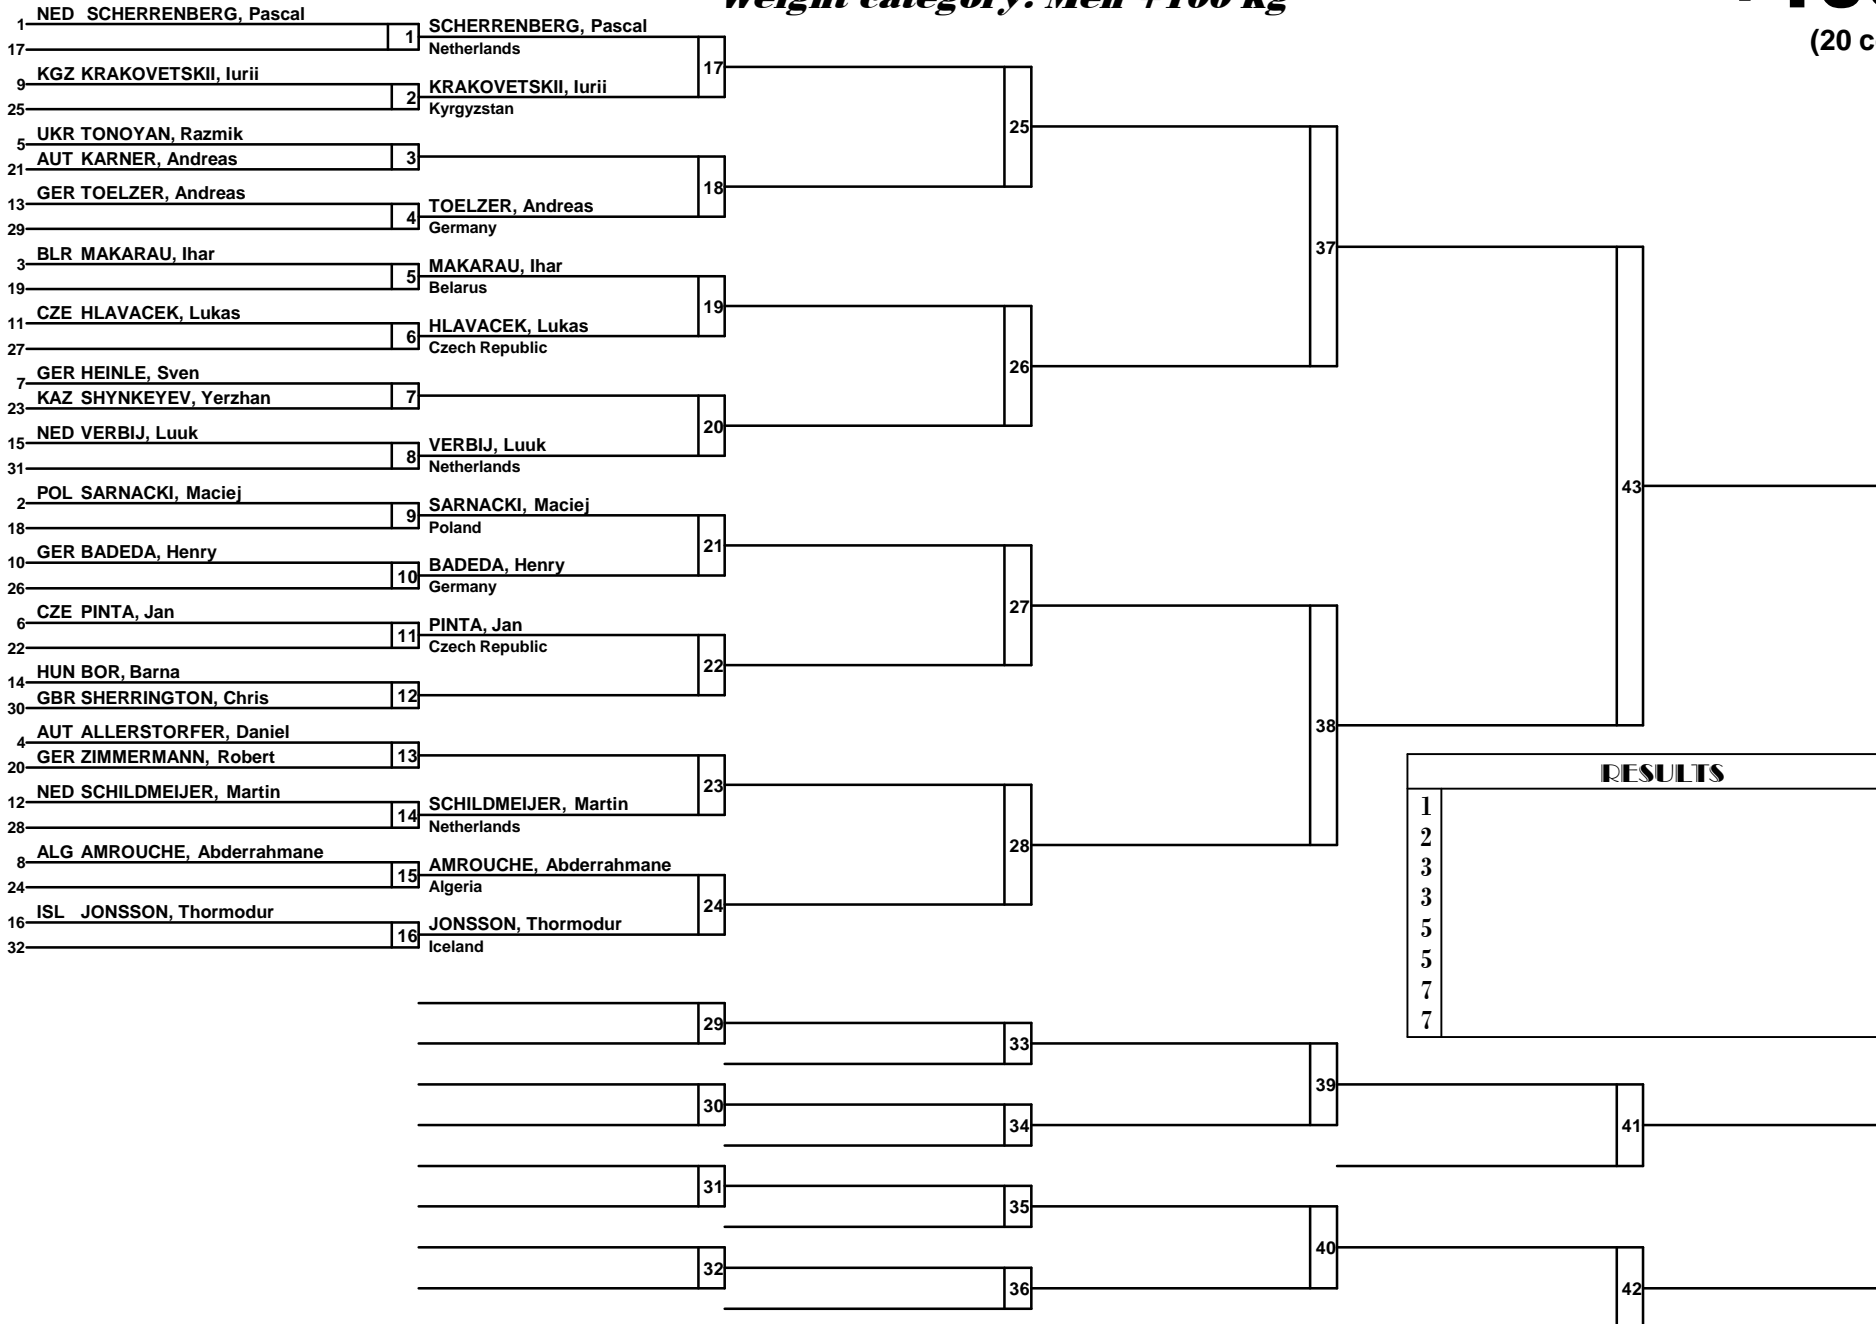 Weight category: Men +100 kg
(20 c
1 NED SCHERRENBERG, Pascal
17
1 SCHERRENBERG, Pascal
Netherlands
9 KGZ KRAKOVETSKII, Iurii
25
2 KRAKOVETSKII, Iurii
Kyrgyzstan
17
5 UKR TONOYAN, Razmik
21 AUT KARNER, Andreas
3
13 GER TOELZER, Andreas
29
4 TOELZER, Andreas
Germany
18
25
3 BLR MAKARAU, Ihar
19
5 MAKARAU, Ihar
Belarus
11 CZE HLAVACEK, Lukas
27
6 HLAVACEK, Lukas
Czech Republic
19
7 GER HEINLE, Sven
23 KAZ SHYNKEYEV, Yerzhan
7
15 NED VERBIJ, Luuk
31
8 VERBIJ, Luuk
Netherlands
20
26
37
2 POL SARNACKI, Maciej
18
9 SARNACKI, Maciej
Poland
10 GER BADEDA, Henry
26
10 BADEDA, Henry
Germany
21
6 CZE PINTA, Jan
22
11 PINTA, Jan
Czech Republic
14 HUN BOR, Barna
30 GBR SHERRINGTON, Chris
12
22
27
4 AUT ALLERSTORFER, Daniel
20 GER ZIMMERMANN, Robert
13
12 NED SCHILDMEIJER, Martin
28
14 SCHILDMEIJER, Martin
Netherlands
23
8 ALG AMROUCHE, Abderrahmane
24
15 AMROUCHE, Abderrahmane
Algeria
16 ISL JONSSON, Thormodur
32
16 JONSSON, Thormodur
Iceland
24
28
38
43
RESULTS
1
2
3
3
5
5
7
7
29
33
30
34
39
41
31
35
32
36
40
42